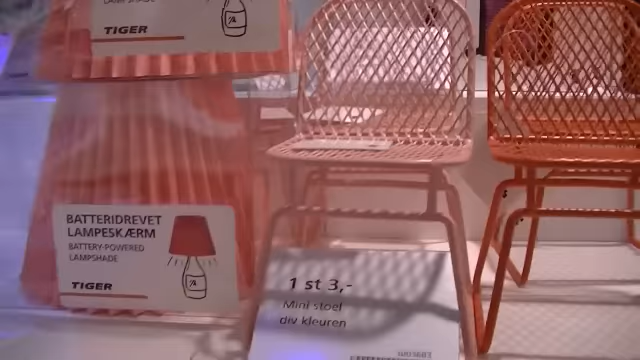 TIGER
BATTERIDREVET
LAMPESKÆRM
BATTERY-POWERED
LAMPSHADE
TIGER
1 st 3,-
Mini stoel
div kleuren